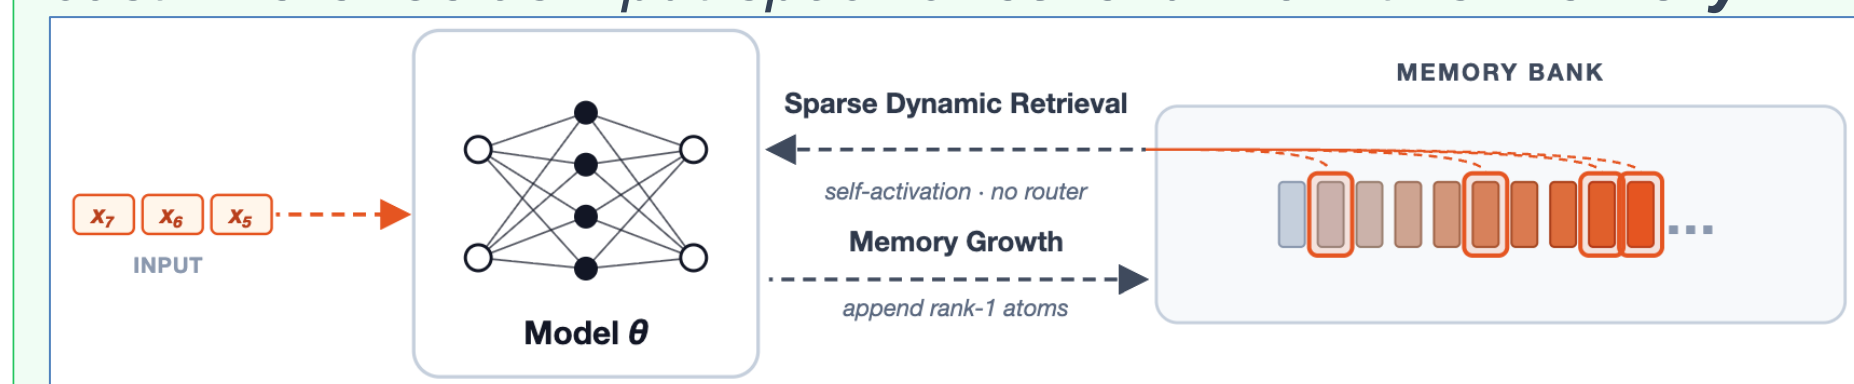 MEMORY BANK
Sparse Dynamic Retrieval
self-activation · no router
x₇ x₆ x₅
INPUT
Memory Growth
append rank-1 atoms
...
Model θ